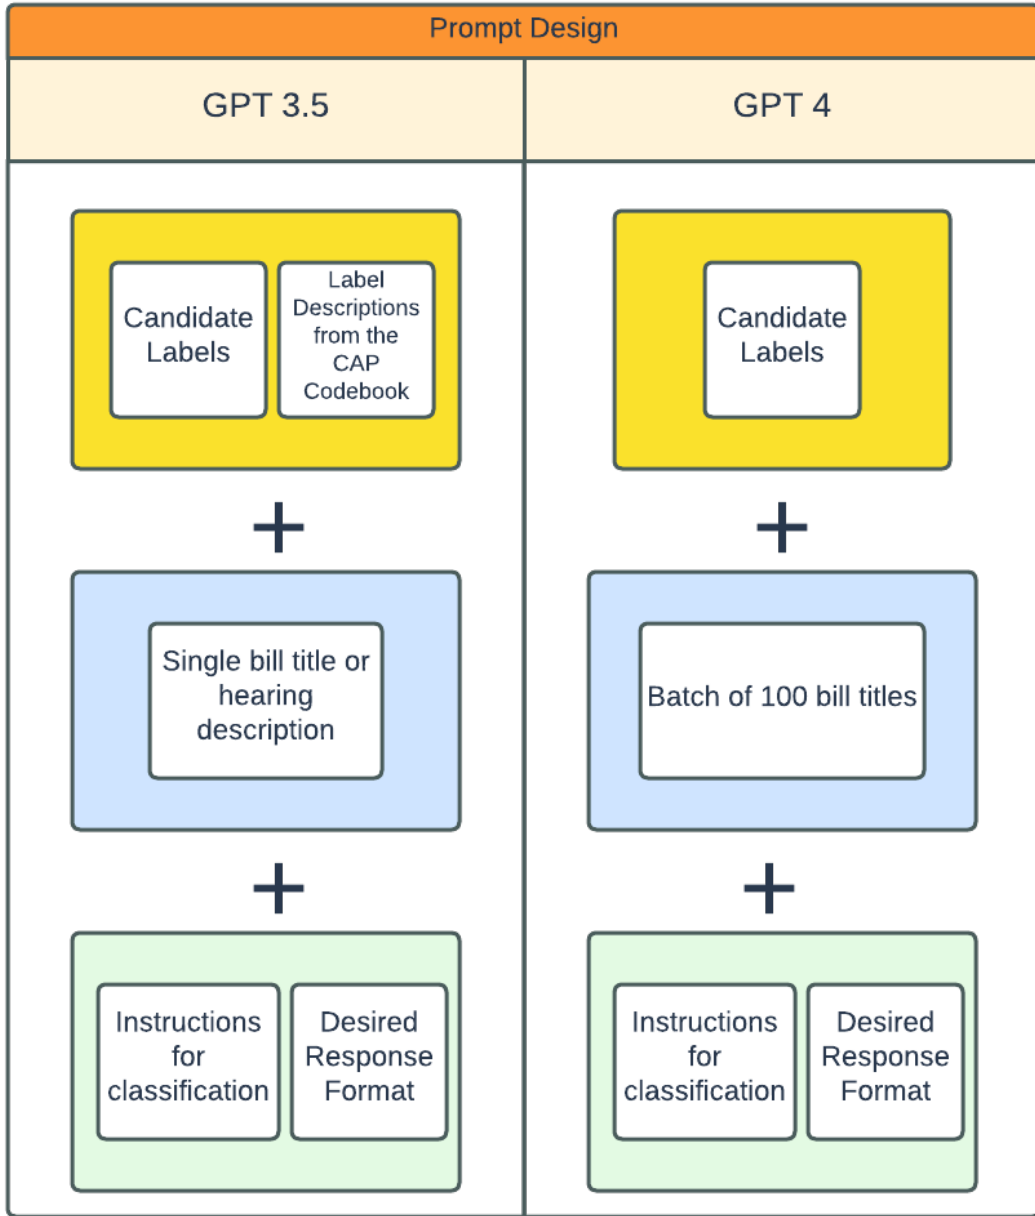 Prompt Design
GPT 3.5
GPT 4
Candidate
Labels
Label
Descriptions
from the
CAP
Codebook
Candidate
Labels
Single bill title or
hearing
description
Batch of 100 bill titles
Instructions
for
classification
Desired
Response
Format
Instructions
for
classification
Desired
Response
Format